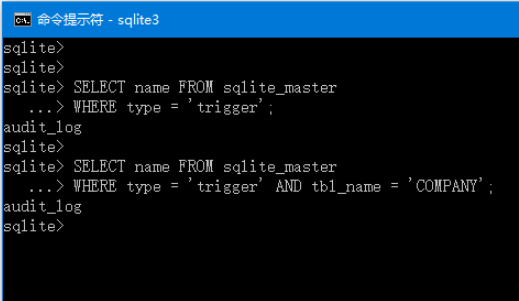 命令提示符 - sqlite3
sqlite>
sqlite>
sqlite> SELECT name FROM sqlite_master
   ...> WHERE type = 'trigger';
audit_log
sqlite>
sqlite> SELECT name FROM sqlite_master
   ...> WHERE type = 'trigger' AND tbl_name = 'COMPANY';
audit_log
sqlite>